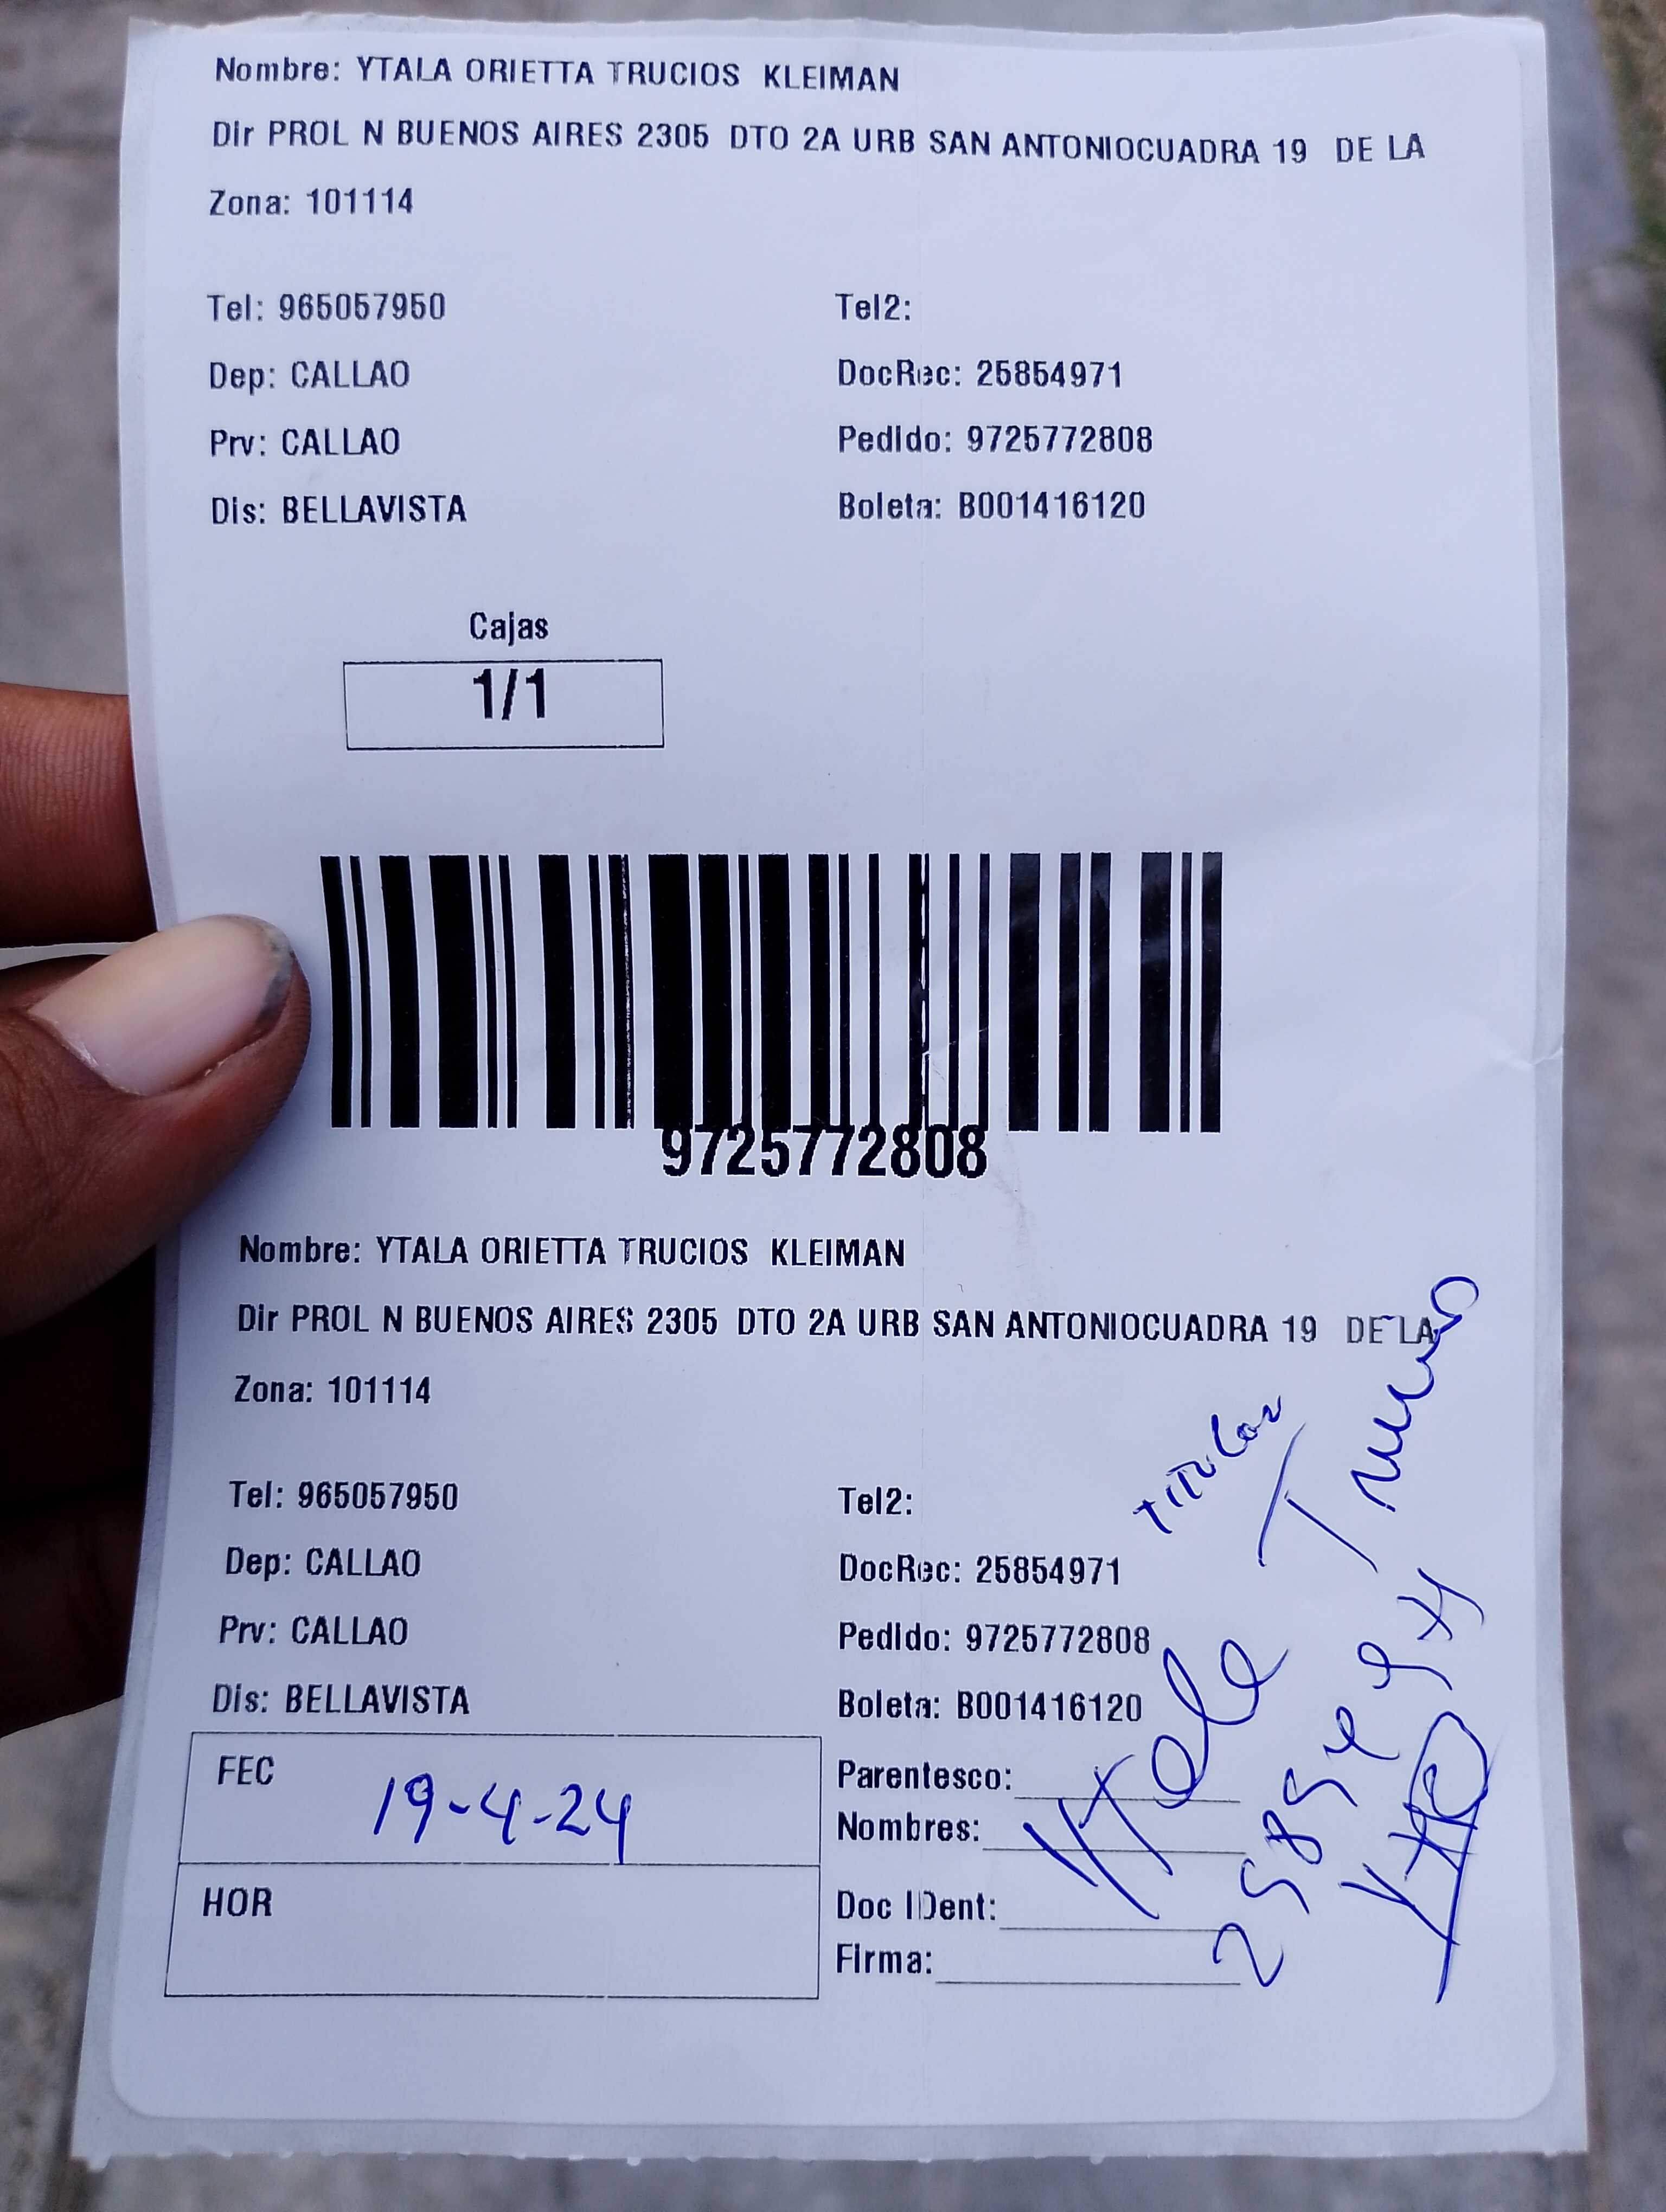 Nombre: YTALA ORIETTA TRUCIOS KLEIMAN
Dir PROL N BUENOS AIRES 2305 DTO 2A URB SAN ANTONIOCUADRA 19 DE LA
Zona: 101114
Tel: 965057950 Tel2:
Dep: CALLAO DocRec: 25854971
Prv: CALLAO Pedido: 9725772808
Dis: BELLAVISTA Boleta: B001416120
Cajas
1/1
9725772808
Nombre: YTALA ORIETTA TRUCIOS KLEIMAN
Dir PROL N BUENOS AIRES 2305 DTO 2A URB SAN ANTONIOCUADRA 19 DE LA
Zona: 101114
Tel: 965057950 Tel2:
Dep: CALLAO DocRec: 25854971
Prv: CALLAO Pedido: 9725772808
Dis: BELLAVISTA Boleta: B001416120
FEC 19-4-24
HOR
Parentesco:
Nombres:
Doc IDent:
Firma:
Titular
Ytala Trucios
25854971